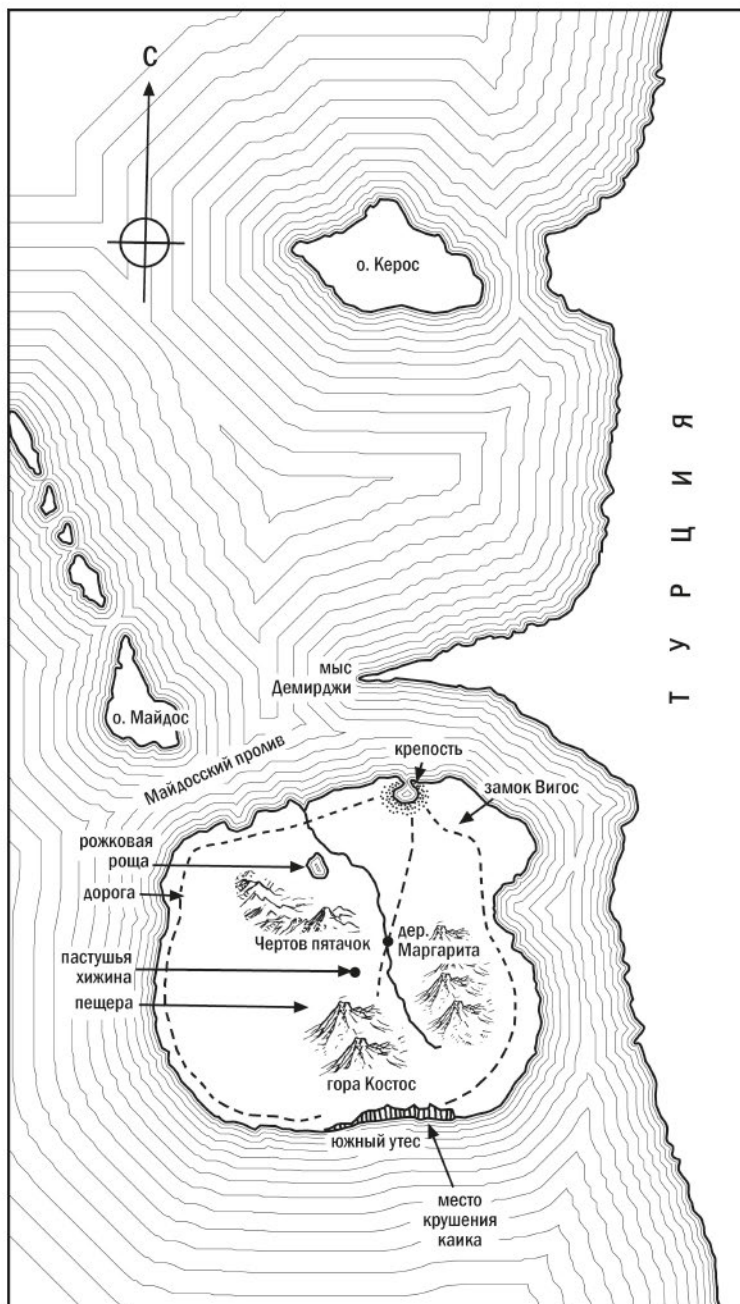 С
о. Керос
ТУРЦИЯ
мыс
Демирджи
о. Майдос
Майдосский пролив
крепость
замок Вигос
рожковая
роща
дорога
дер.
Маргарита
Чертов пятачок
пастушья
хижина
пещера
гора Костос
южный утес
место
крушения
каика